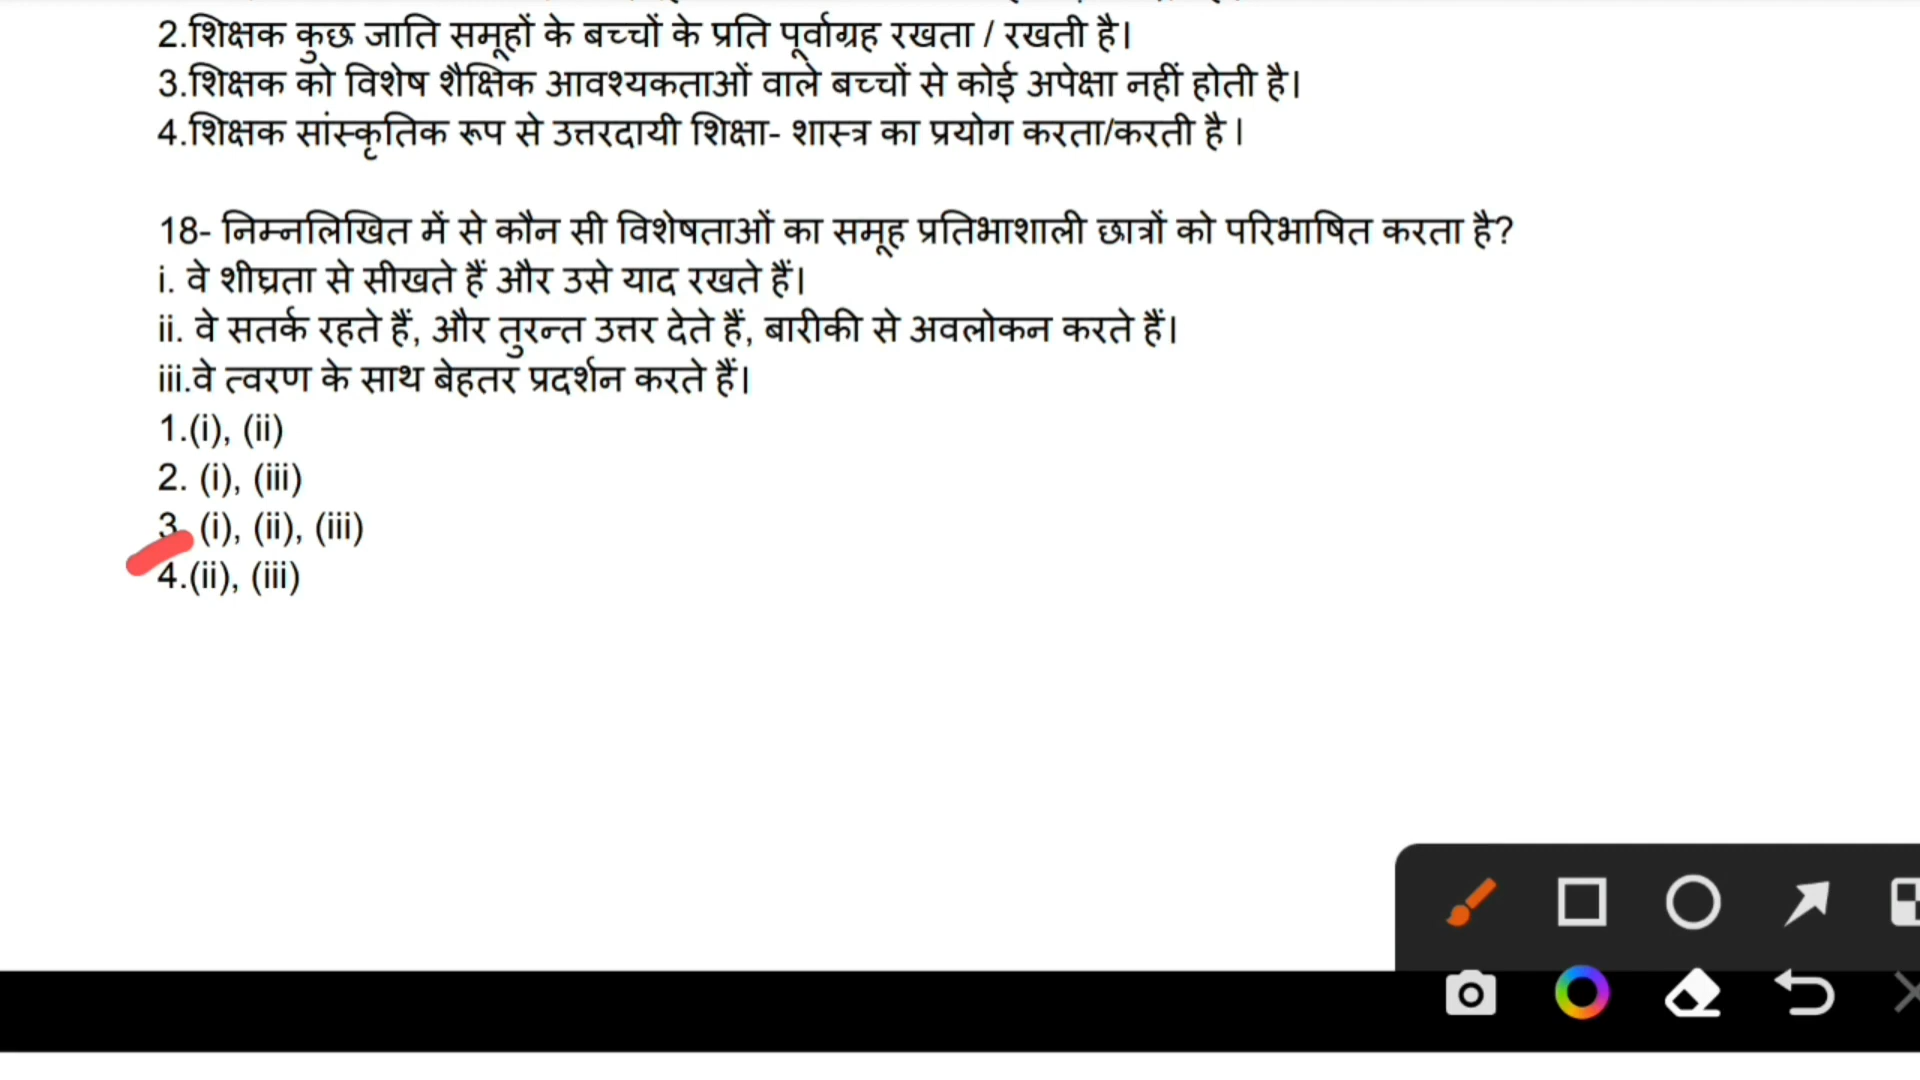 2.शिक्षक कुछ जाति समूहों के बच्चों के प्रति पूर्वाग्रह रखता / रखती है।
3.शिक्षक को विशेष शैक्षिक आवश्यकताओं वाले बच्चों से कोई अपेक्षा नहीं होती है।
4.शिक्षक सांस्कृतिक रूप से उत्तरदायी शिक्षा- शास्त्र का प्रयोग करता/करती है।
18- निम्नलिखित में से कौन सी विशेषताओं का समूह प्रतिभाशाली छात्रों को परिभाषित करता है?
i. वे शीघ्रता से सीखते हैं और उसे याद रखते हैं।
ii. वे सतर्क रहते हैं, और तुरन्त उत्तर देते हैं, बारीकी से अवलोकन करते हैं।
iii.वे त्वरण के साथ बेहतर प्रदर्शन करते हैं।
1.(i), (ii)
2. (i), (iii)
3. (i), (ii), (iii)
4.(ii), (iii)